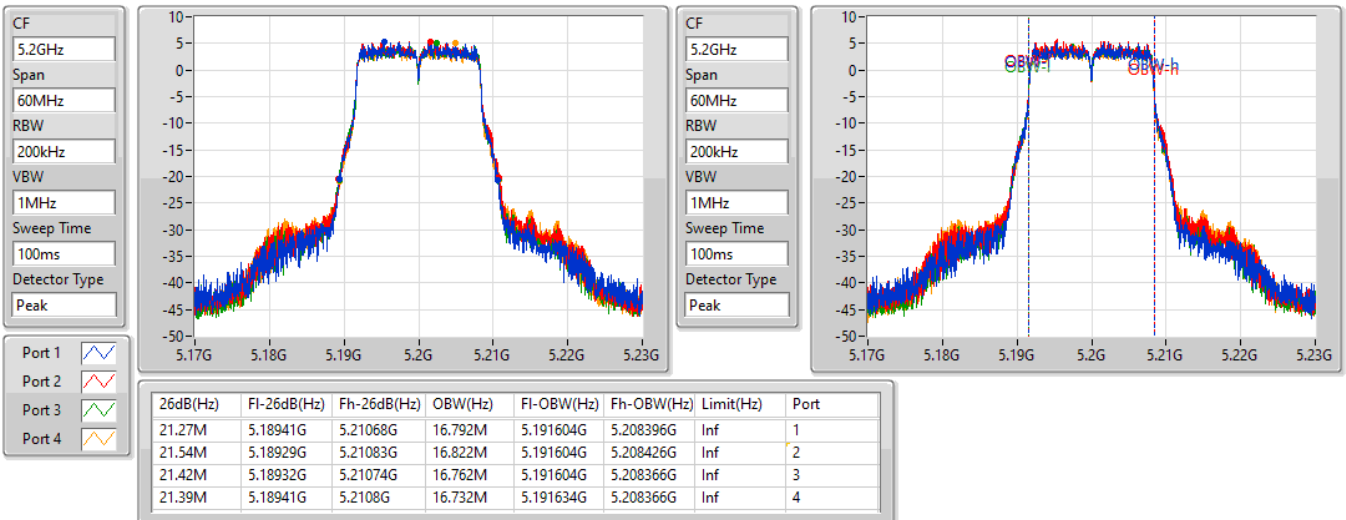 CF
5.2GHz
Span
60MHz
RBW
200kHz
VBW
1MHz
Sweep Time
100ms
Detector Type
Peak
10
5
0
-5
-10
-15
-20
-25
-30
-35
-40
-45
-50
5.17G 5.18G 5.19G 5.2G 5.21G 5.22G 5.23G
CF
5.2GHz
Span
60MHz
RBW
200kHz
VBW
1MHz
Sweep Time
100ms
Detector Type
Peak
10
5
0
-5
-10
-15
-20
-25
-30
-35
-40
-45
-50
OBW-l
OBW-h
OBW-h
5.17G 5.18G 5.19G 5.2G 5.21G 5.22G 5.23G
Port 1
Port 2
Port 3
Port 4
26dB(Hz) Fl-26dB(Hz) Fh-26dB(Hz) OBW(Hz) Fl-OBW(Hz) Fh-OBW(Hz) Limit(Hz) Port
21.27M 5.18941G 5.21068G 16.792M 5.191604G 5.208396G Inf 1
21.54M 5.18929G 5.21083G 16.822M 5.191604G 5.208426G Inf 2
21.42M 5.18932G 5.21074G 16.762M 5.191604G 5.208366G Inf 3
21.39M 5.18941G 5.2108G 16.732M 5.191634G 5.208366G Inf 4